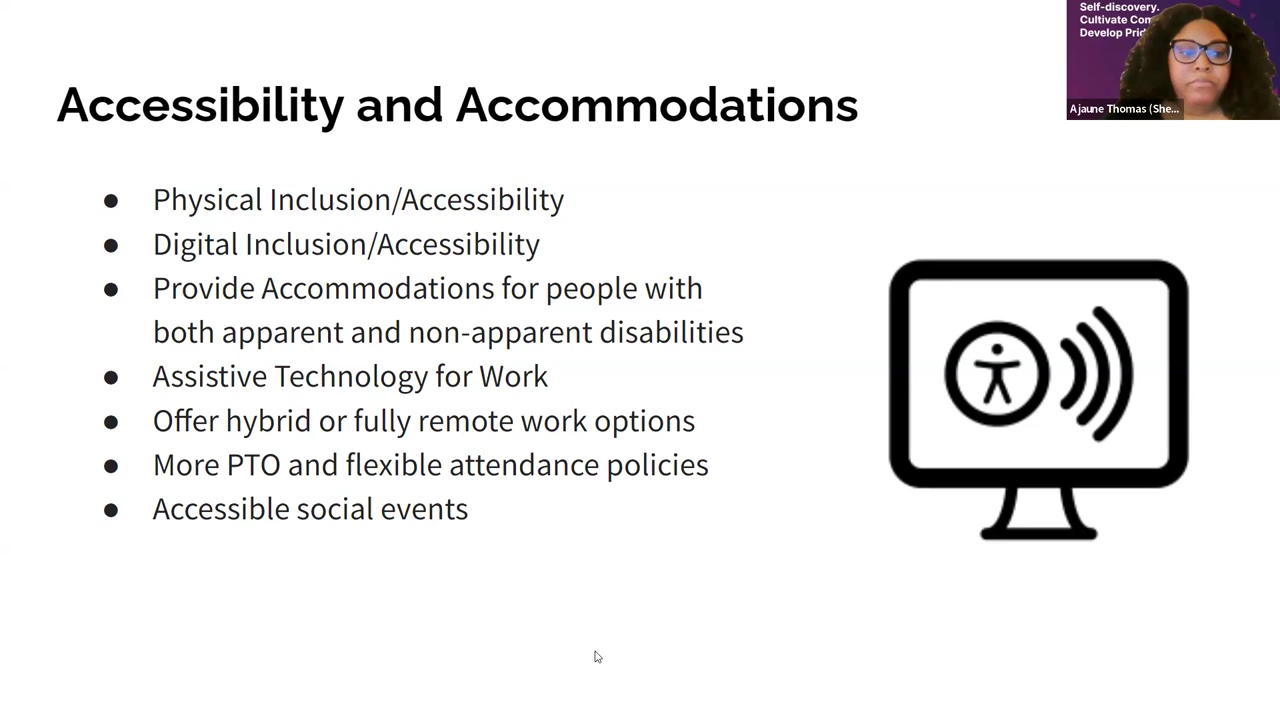 Self-discovery.
Cultivate Con
Develop Prid
Ajaune Thomas (She...
Accessibility and Accommodations
● Physical Inclusion/Accessibility
● Digital Inclusion/Accessibility
● Provide Accommodations for people with
both apparent and non-apparent disabilities
● Assistive Technology for Work
● Offer hybrid or fully remote work options
● More PTO and flexible attendance policies
● Accessible social events